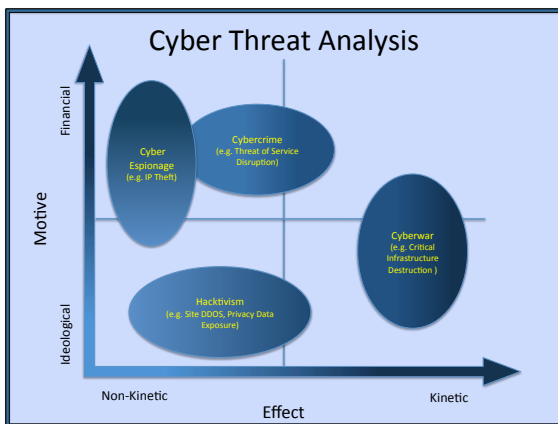 Cyber Threat Analysis
Financial
Motive
Ideological
Cyber
Espionage
(e.g. IP Theft)
Cybercrime
(e.g. Threat of Service
Disruption)
Cyberwar
(e.g. Critical
Infrastructure
Destruction )
Hacktivism
(e.g. Site DDOS, Privacy Data
Exposure)
Non-Kinetic
Effect
Kinetic